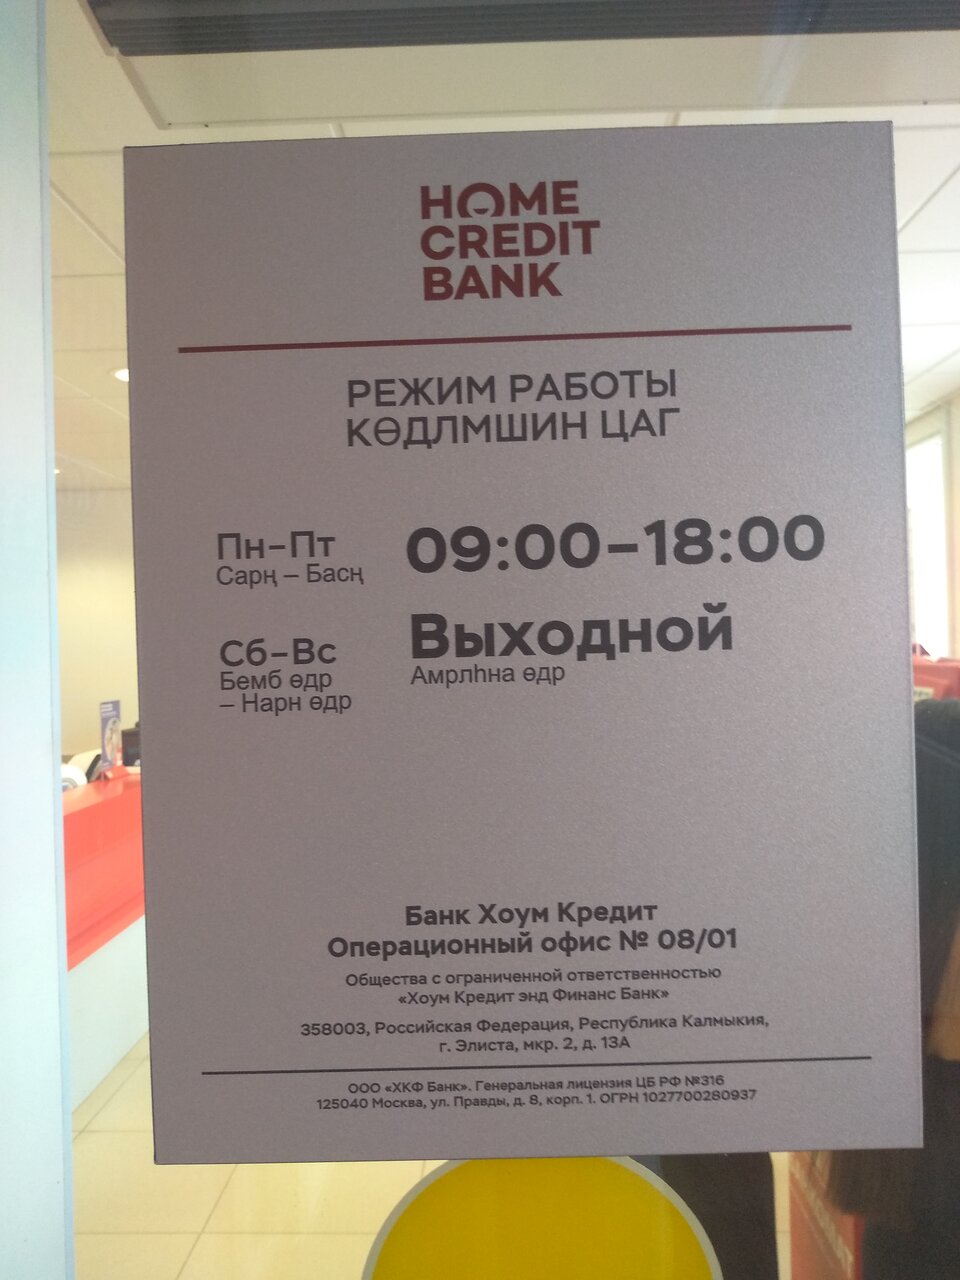 HOME
CREDIT
BANK
РЕЖИМ РАБОТЫ
КӨДЛМШИН ЦАГ
Пн–Пт 09:00–18:00
Сарң – Басң
Сб–Вс Выходной
Бемб өдр Амрлһна өдр
– Нарн өдр
Банк Хоум Кредит
Операционный офис № 08/01
Общества с ограниченной ответственностью
«Хоум Кредит энд Финанс Банк»
358003, Российская Федерация, Республика Калмыкия,
г. Элиста, мкр. 2, д. 13А
ООО «ХКФ Банк». Генеральная лицензия ЦБ РФ №316
125040 Москва, ул. Правды, д. 8, корп. 1. ОГРН 1027700280937